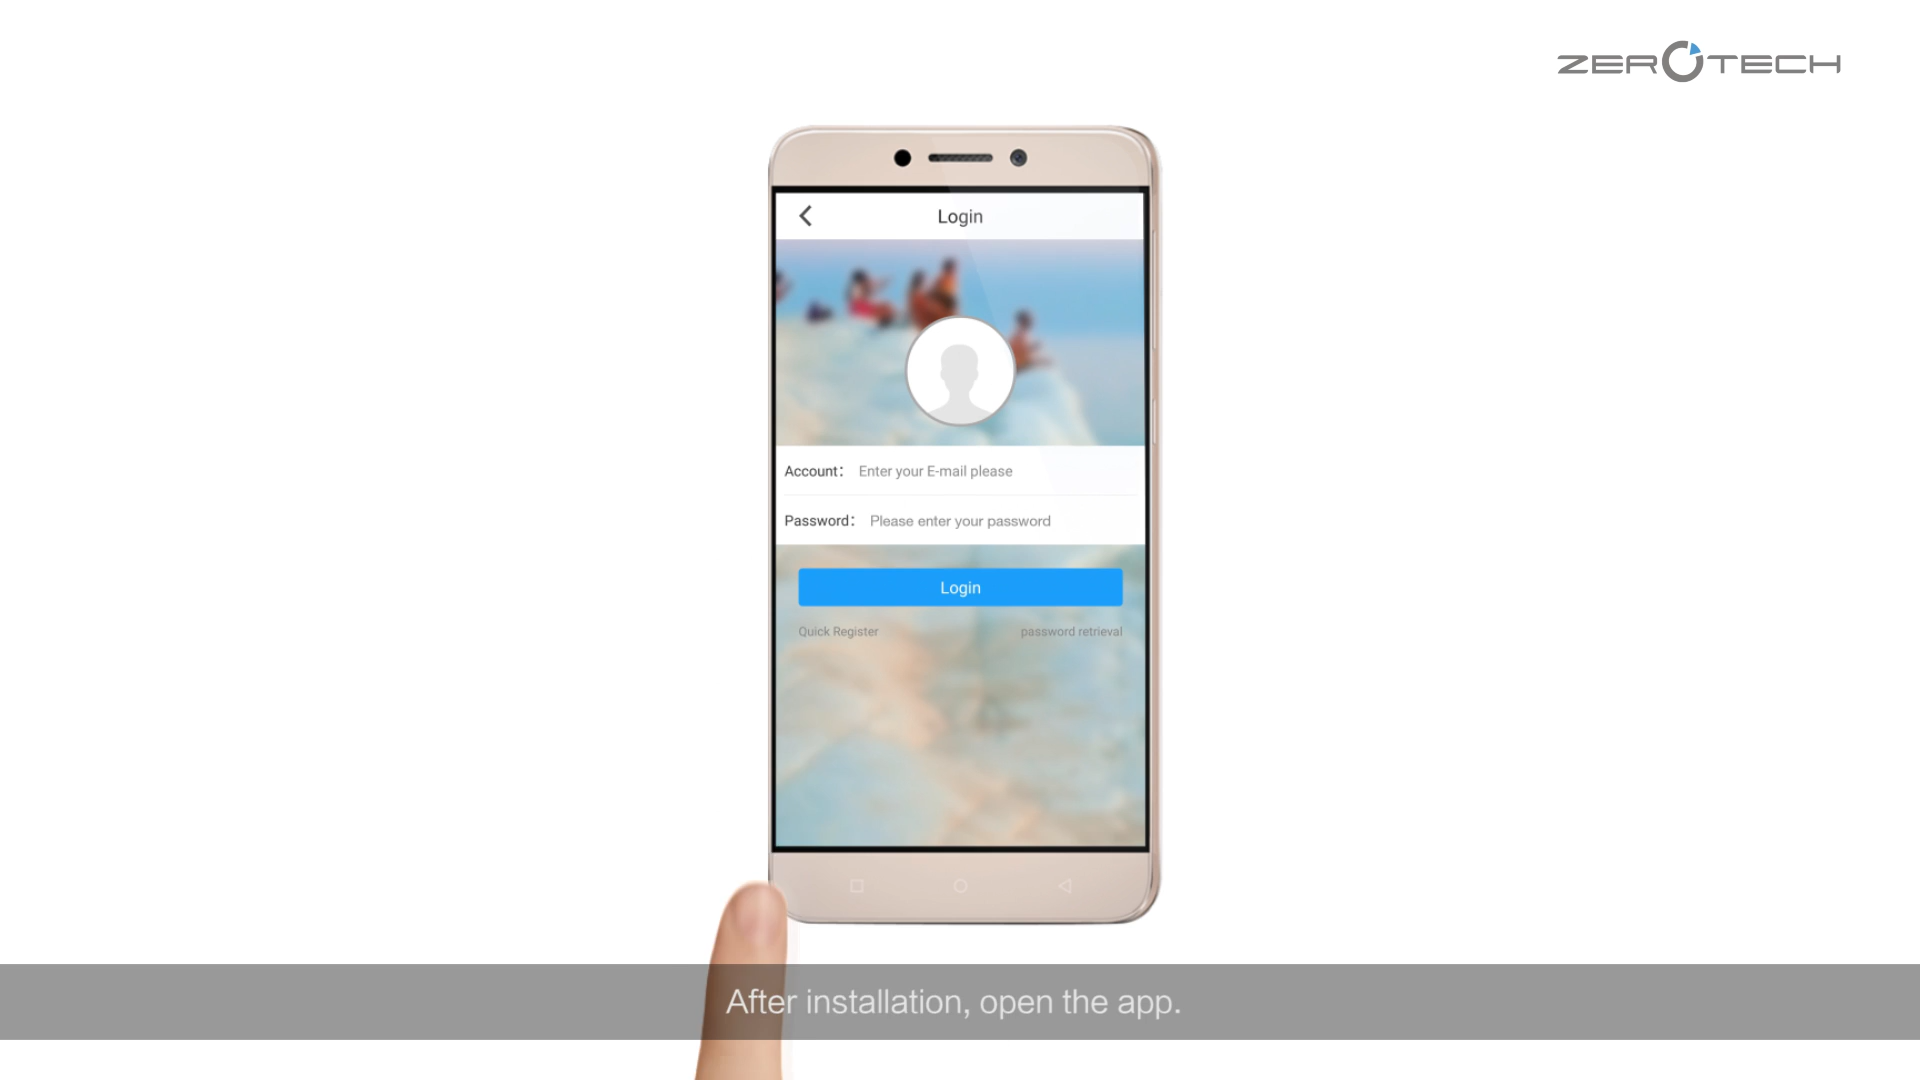 ZEROTECH
Login
Account: Enter your E-mail please
Password: Please enter your password
Login
Quick Register password retrieval
After installation, open the app.